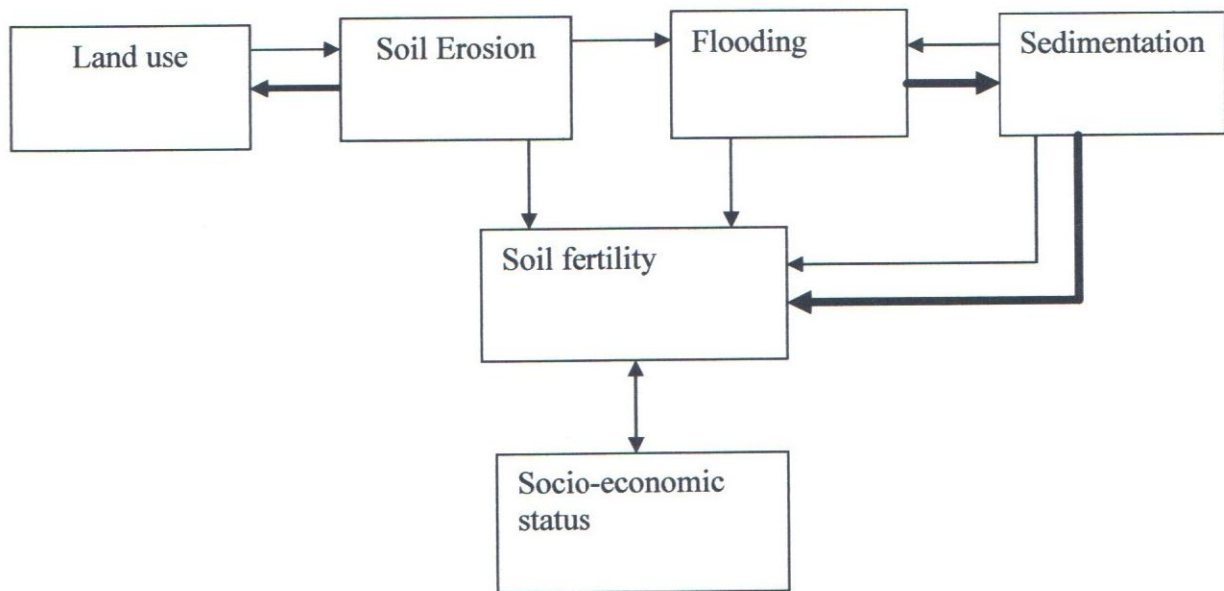 Land use
Soil Erosion
Flooding
Sedimentation
Soil fertility
Socio-economic
status